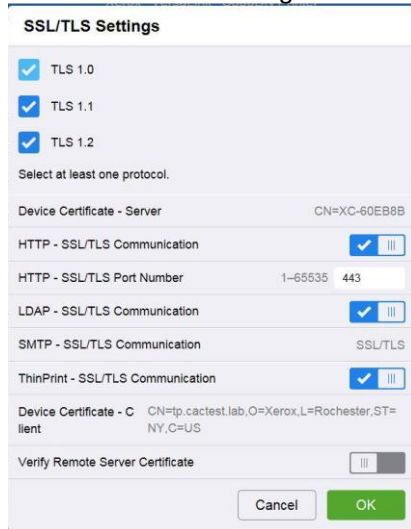 SSL/TLS Settings
TLS 1.0
TLS 1.1
TLS 1.2
Select at least one protocol.
Device Certificate - Server CN=XC-60EB8B
HTTP - SSL/TLS Communication
HTTP - SSL/TLS Port Number 1–65535 443
LDAP - SSL/TLS Communication
SMTP - SSL/TLS Communication SSL/TLS
ThinPrint - SSL/TLS Communication
Device Certificate - C CN=tp.cactest.lab,O=Xerox,L=Rochester,ST=
lient NY,C=US
Verify Remote Server Certificate
Cancel OK